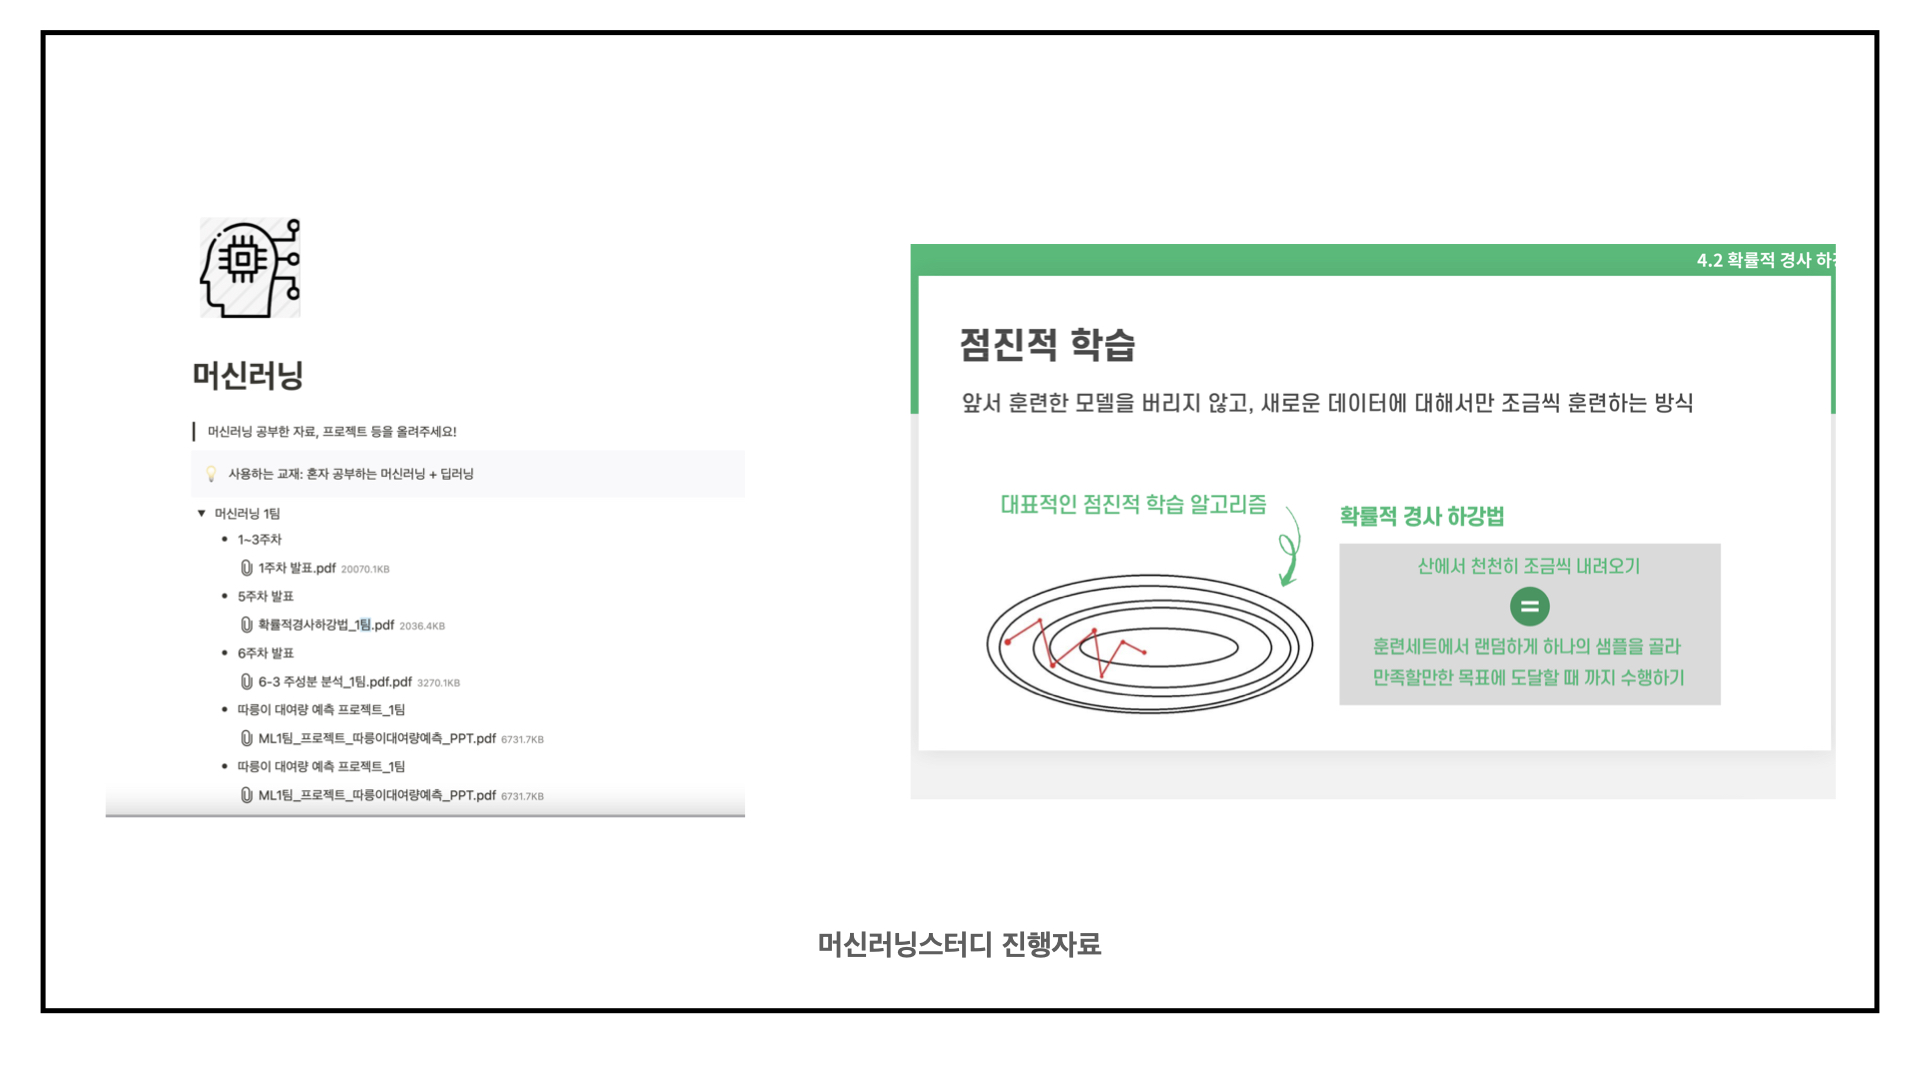 머신러닝
머신러닝 공부한 자료, 프로젝트 등을 올려주세요!
사용하는 교재: 혼자 공부하는 머신러닝 + 딥러닝
머신러닝 1팀
1~3주차
1주차 발표.pdf 20070.1KB
5주차 발표
확률적경사하강법_1팀.pdf 2036.4KB
6주차 발표
6-3 주성분 분석_1팀.pdf.pdf 3270.1KB
따릉이 대여량 예측 프로젝트_1팀
ML1팀_프로젝트_따릉이대여량예측_PPT.pdf 6731.7KB
따릉이 대여량 예측 프로젝트_1팀
ML1팀_프로젝트_따릉이대여량예측_PPT.pdf 6731.7KB
4.2 확률적 경사
점진적 학습
앞서 훈련한 모델을 버리지 않고, 새로운 데이터에 대해서만 조금씩 훈련하는 방식
대표적인 점진적 학습 알고리즘
확률적 경사 하강법
산에서 천천히 조금씩 내려오기
=
훈련세트에서 랜덤하게 하나의 샘플을 골라
만족할만한 목표에 도달할 때 까지 수행하기
머신러닝스터디 진행자료